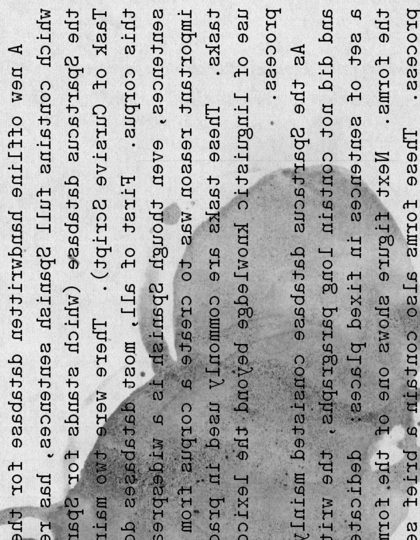 A new offline handwritten database for the
which contains full Spanish sentences, has re
the Spartacus database (which stands for Spar
Task of Cursive Script). There were two mai
this corpus. First of all, most databases do
sentences, even though Spanish is a widesprea
important reason was to create a corpus from
tasks. These tasks are commonly used in prac
use of linguistic knowledge beyond the lexico
process.
As the Spartacus database consisted mainly
and did not contain long paragraphs, the writ
a set of sentences in fixed places: dedicate
the forms. Next figure shows one of the form
process. These forms also contain a brief s